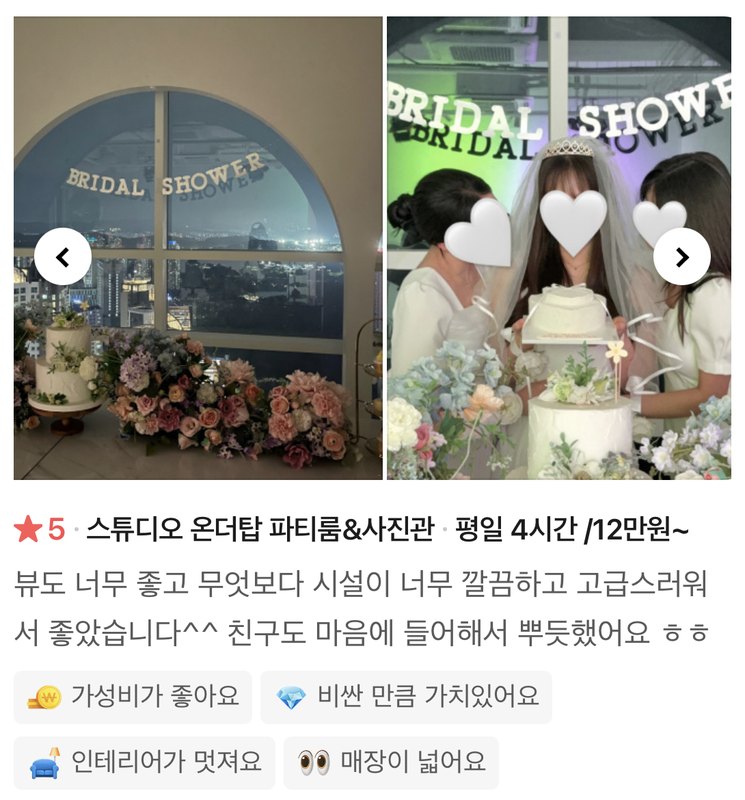 BRIDAL SHOWER
BRIDAL SHOWER
BRIDAL SHOWER
5 · 스튜디오 온더탑 파티룸&사진관 · 평일 4시간 /12만원~
뷰도 너무 좋고 무엇보다 시설이 너무 깔끔하고 고급스러워
서 좋았습니다^^ 친구도 마음에 들어해서 뿌듯했어요 ㅎㅎ
가성비가 좋아요
비싼 만큼 가치있어요
인테리어가 멋져요
매장이 넓어요